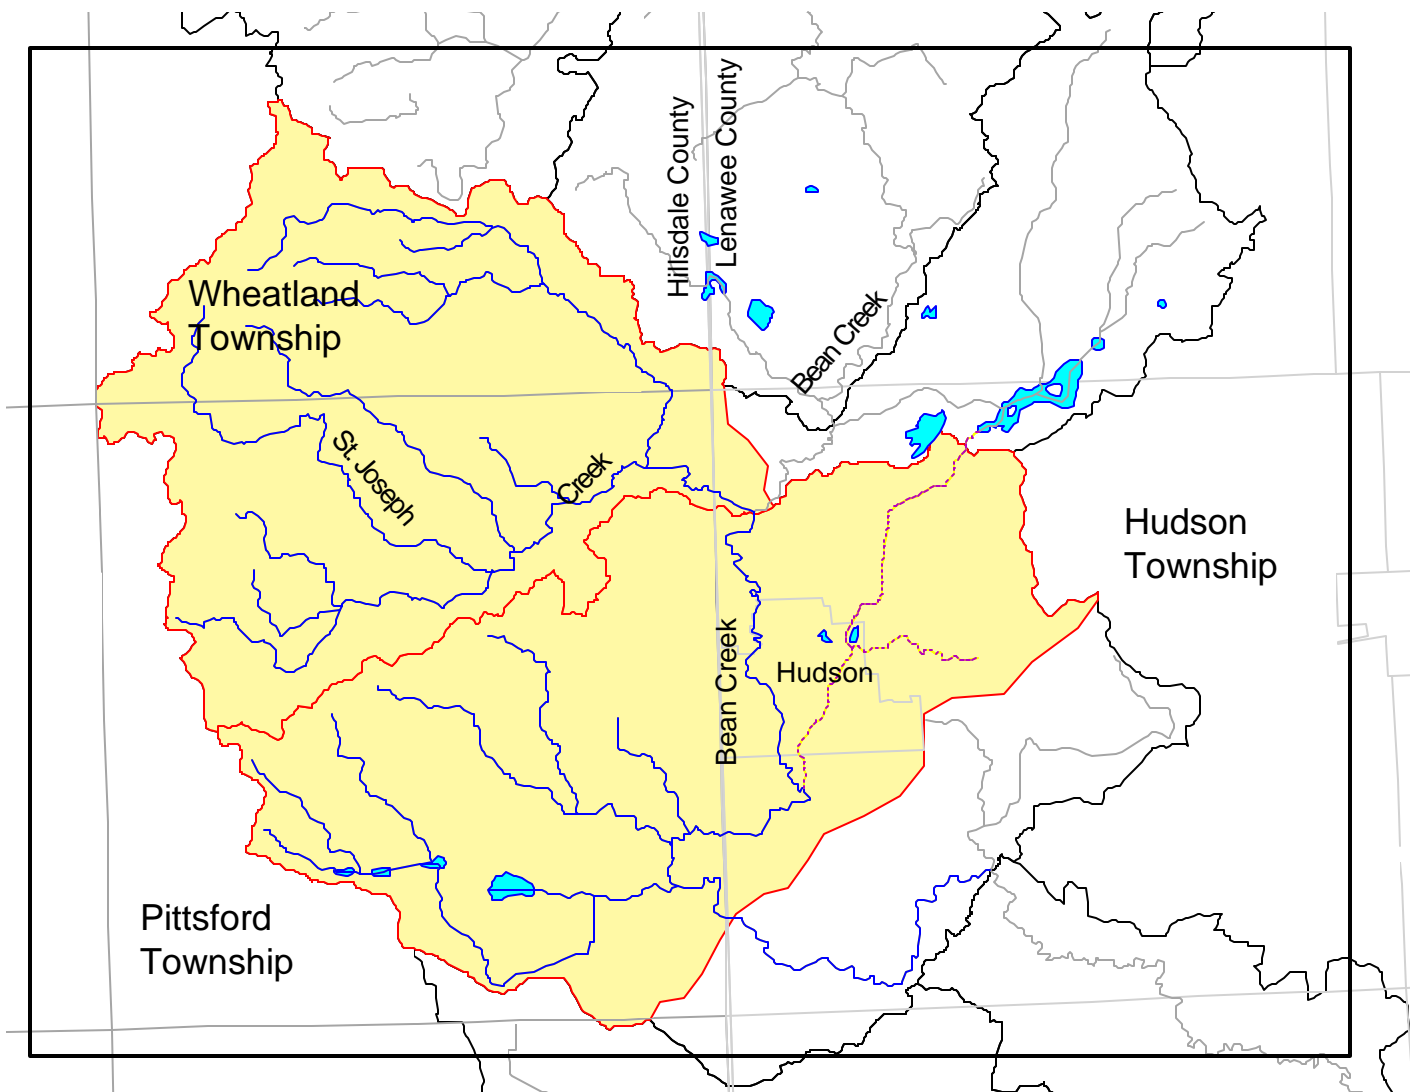 Hillsdale County
Lenawee County
Wheatland
Township
Bean Creek
St. Joseph
Creek
Hudson
Township
Bean Creek
Hudson
Pittsford
Township